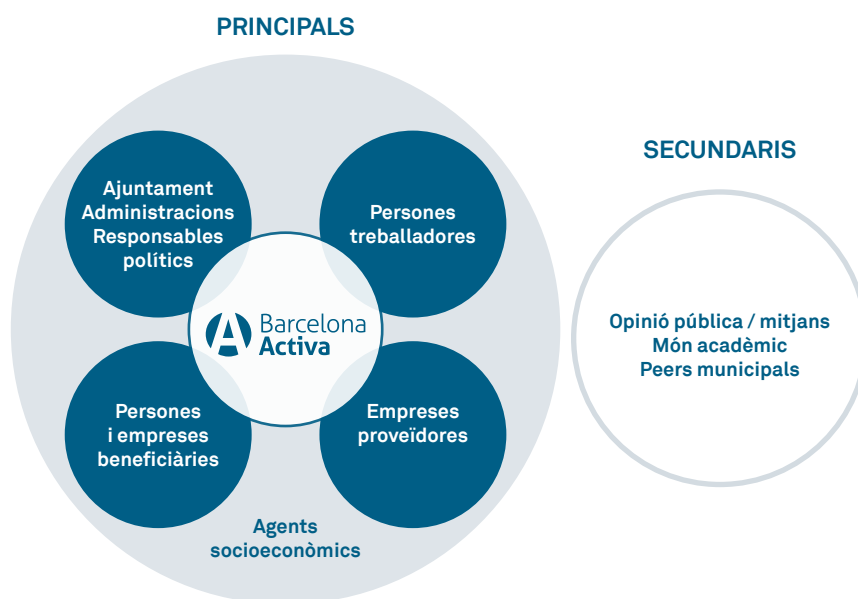 PRINCIPALS
Ajuntament
Administracions
Responsables
polítics
Persones
treballadores
Barcelona
Activa
Persones
i empreses
beneficiàries
Empreses
proveïdores
Agents
socioeconòmics
SECUNDARIS
Opinió pública / mitjans
Món acadèmic
Peers municipals